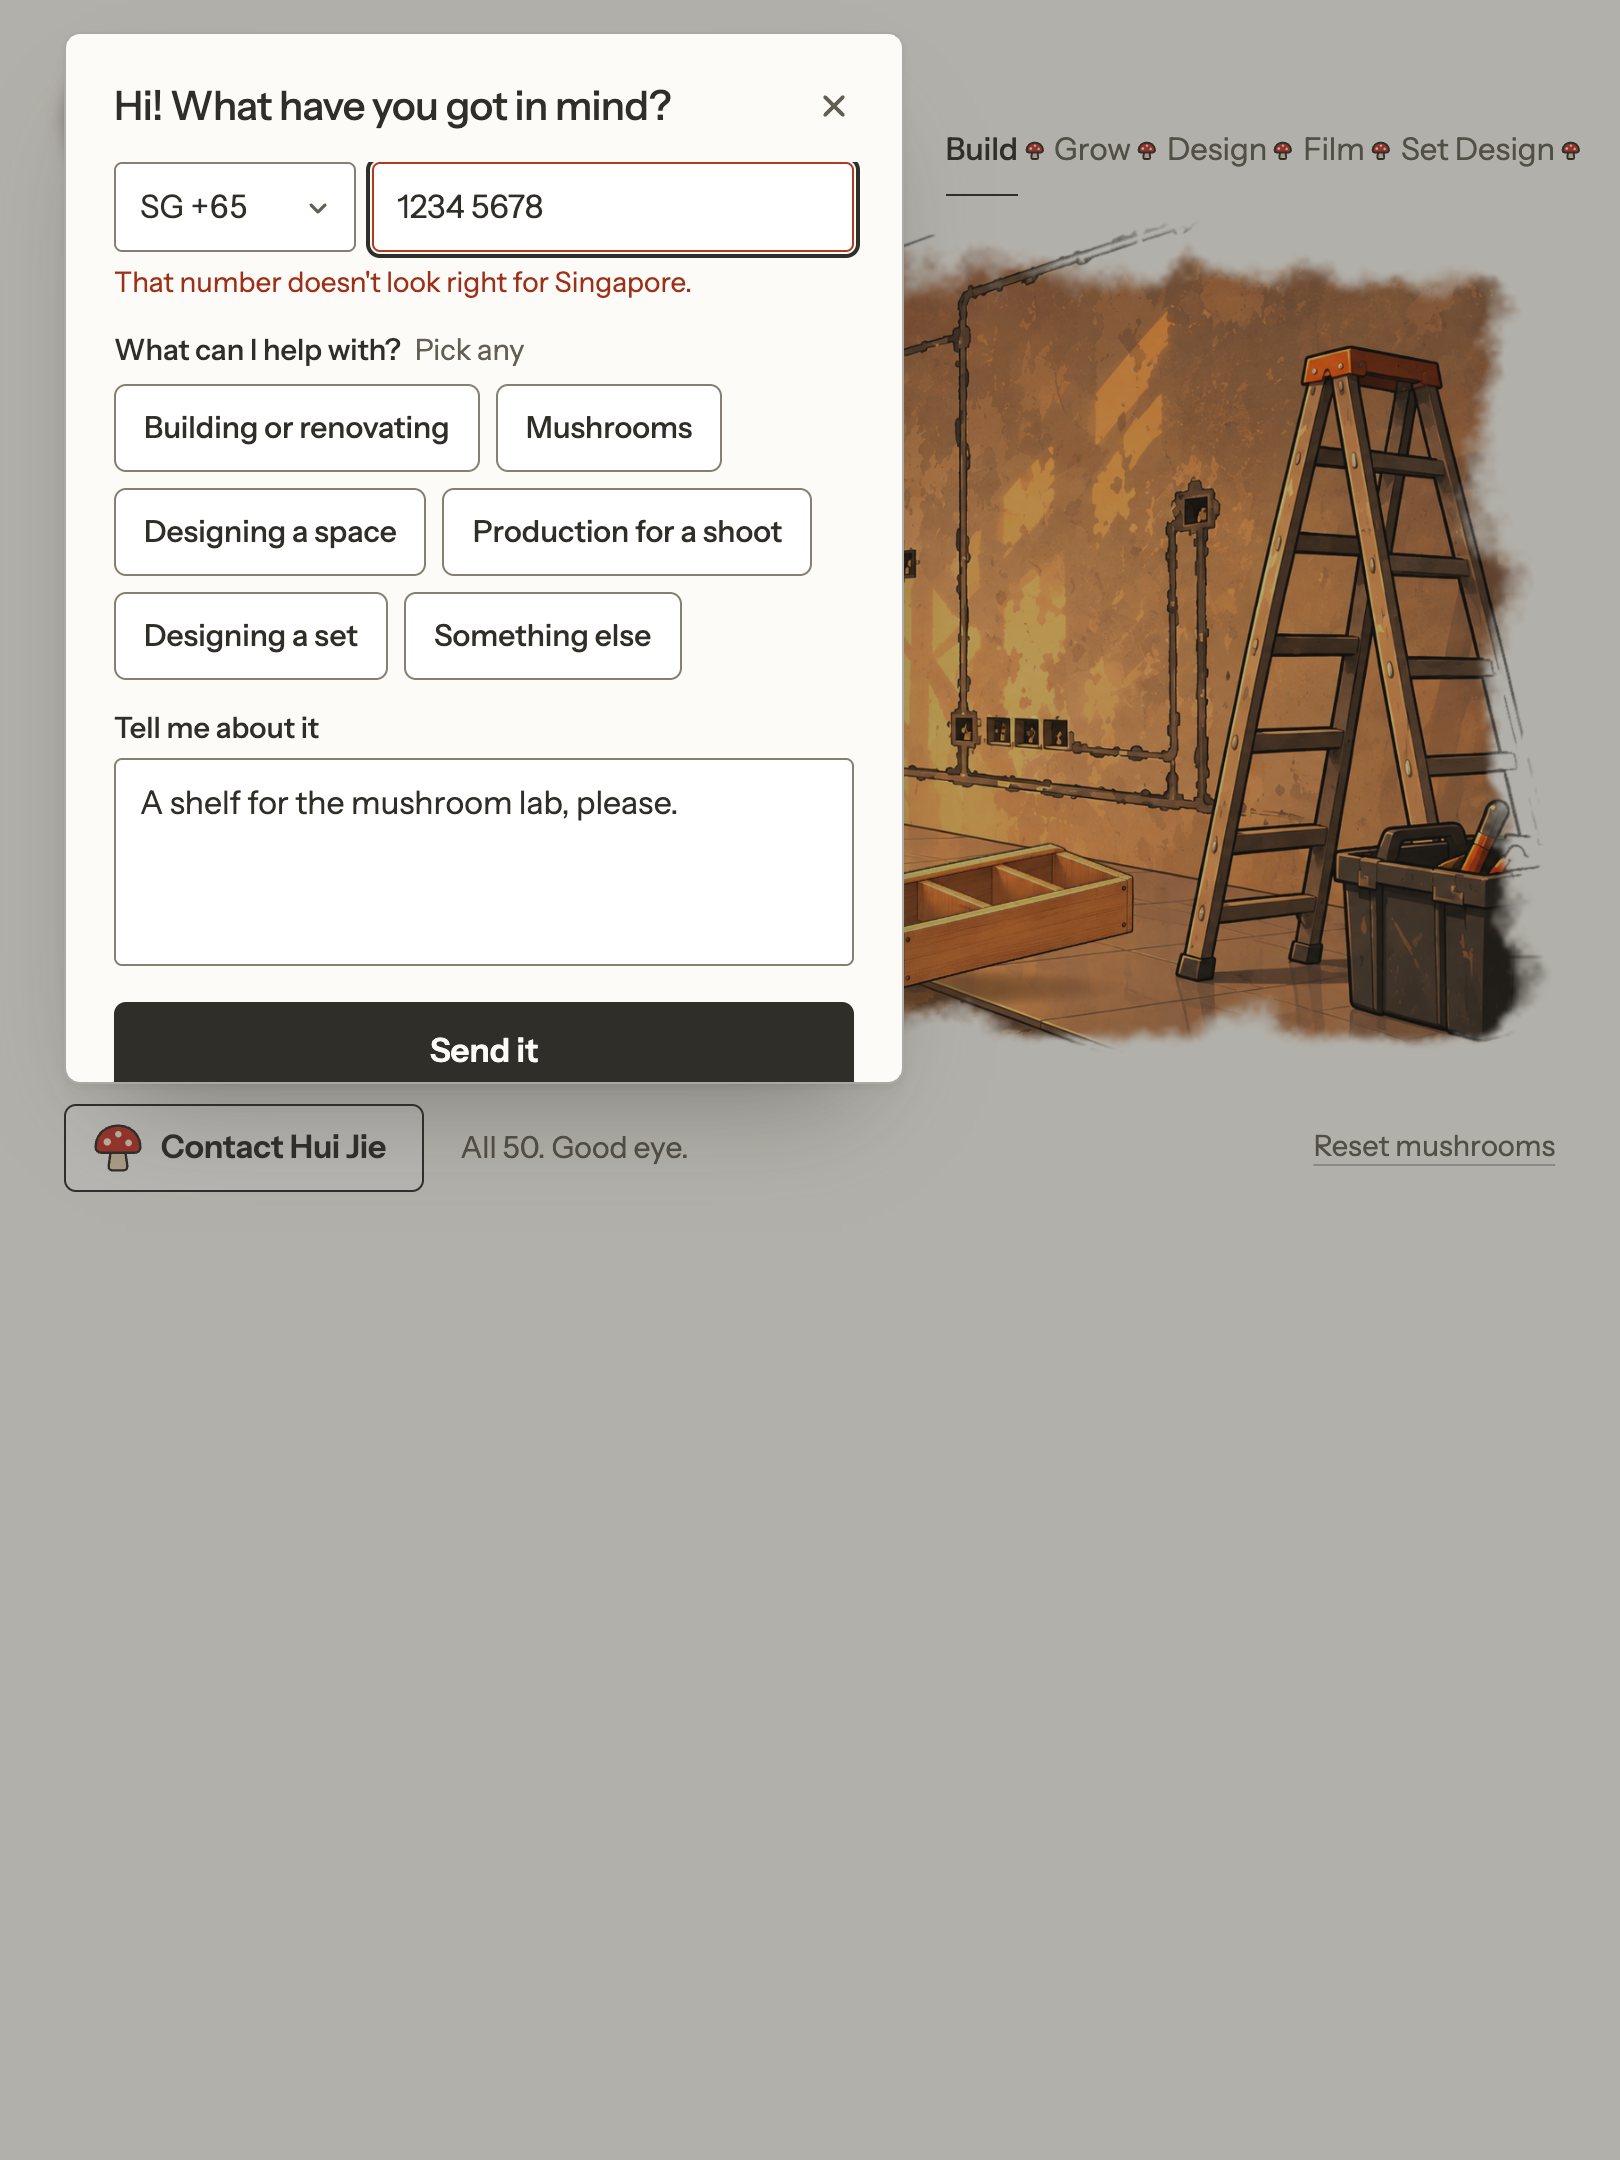 Hi! What have you got in mind?
Build Grow Design Film Set Design
SG +65
1234 5678
That number doesn't look right for Singapore.
What can I help with? Pick any
Building or renovating
Mushrooms
Designing a space
Production for a shoot
Designing a set
Something else
Tell me about it
A shelf for the mushroom lab, please.
Send it
Contact Hui Jie
All 50. Good eye.
Reset mushrooms